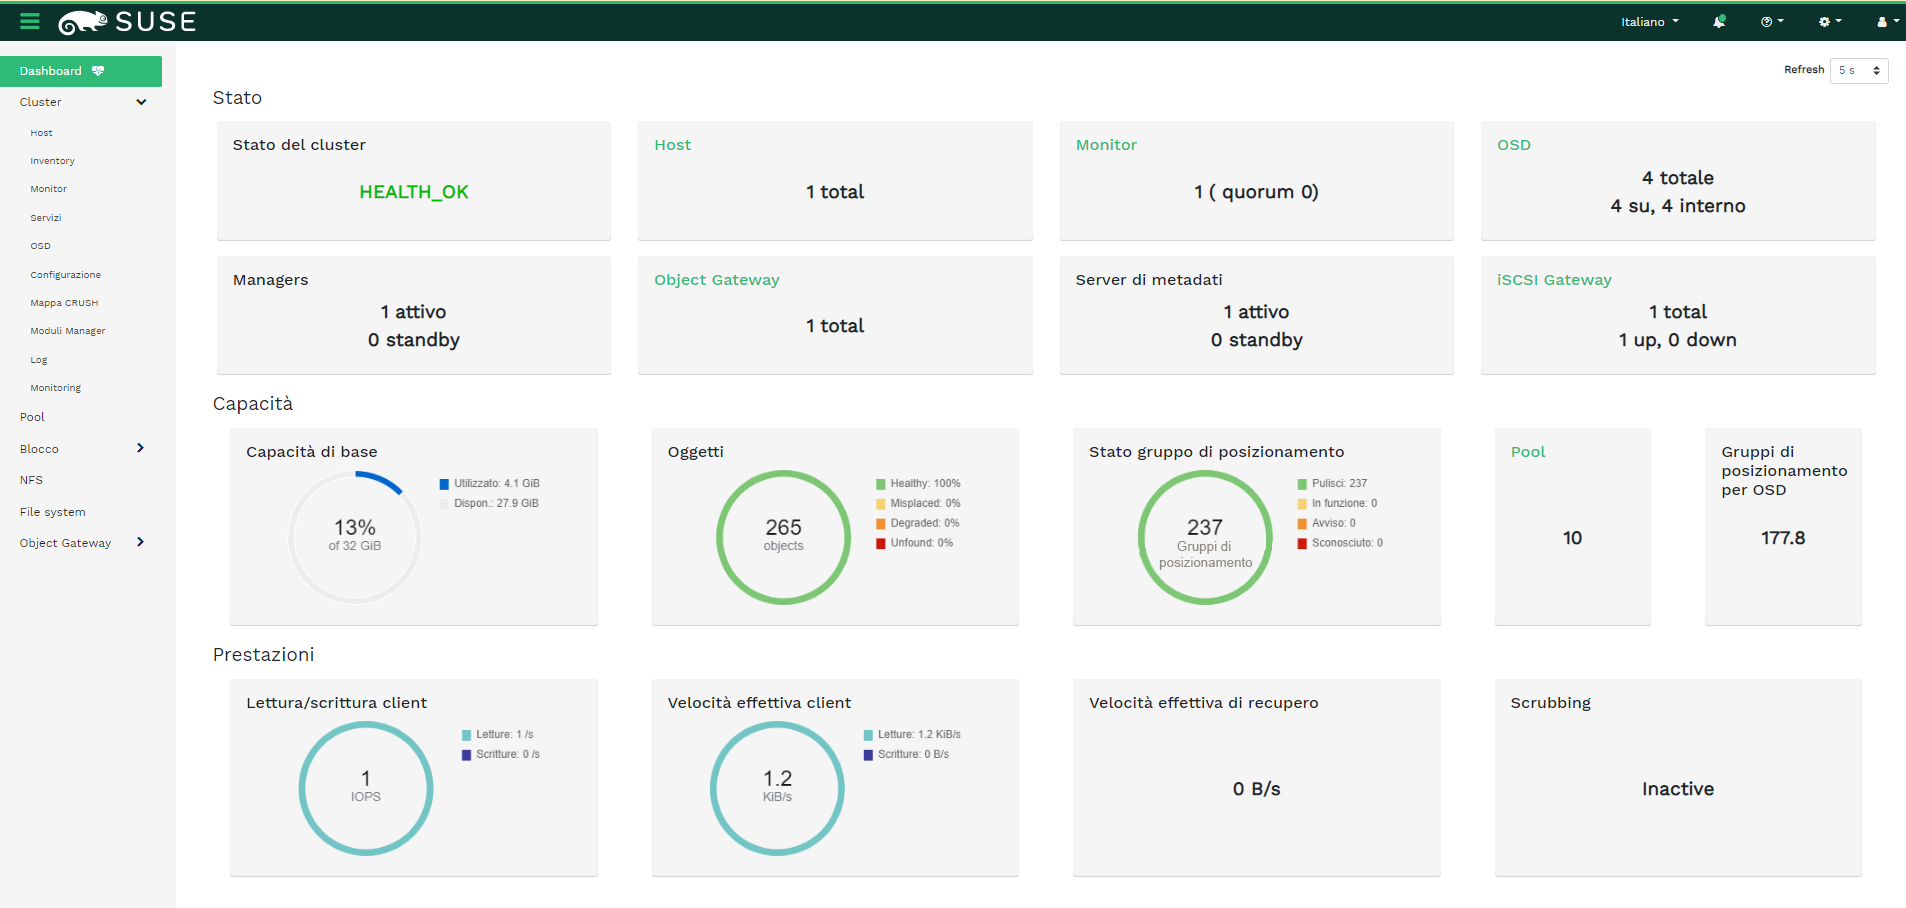 SUSE
Italiano
Refresh
5 s
Dashboard
Cluster
Host
Inventory
Monitor
Servizi
OSD
Configurazione
Mappa CRUSH
Moduli Manager
Log
Monitoring
Pool
Blocco
NFS
File system
Object Gateway
Stato
Stato del cluster
HEALTH_OK
Host
1 total
Monitor
1 ( quorum 0)
OSD
4 totale
4 su, 4 interno
Managers
1 attivo
0 standby
Object Gateway
1 total
Server di metadati
1 attivo
0 standby
iSCSI Gateway
1 total
1 up, 0 down
Capacità
Capacità di base
13%
of 32 GiB
Utilizzato: 4.1 GiB
Dispon.: 27.9 GiB
Oggetti
265
objects
Healthy: 100%
Misplaced: 0%
Degraded: 0%
Unfound: 0%
Stato gruppo di posizionamento
237
Gruppi di
posizionamento
Pulisci: 237
In funzione: 0
Avviso: 0
Sconosciuto: 0
Pool
10
Gruppi di
posizionamento
per OSD
177.8
Prestazioni
Lettura/scrittura client
1
IOPS
Letture: 1 /s
Scritture: 0 /s
Velocità effettiva client
1.2
KiB/s
Letture: 1.2 KiB/s
Scritture: 0 B/s
Velocità effettiva di recupero
0 B/s
Scrubbing
Inactive